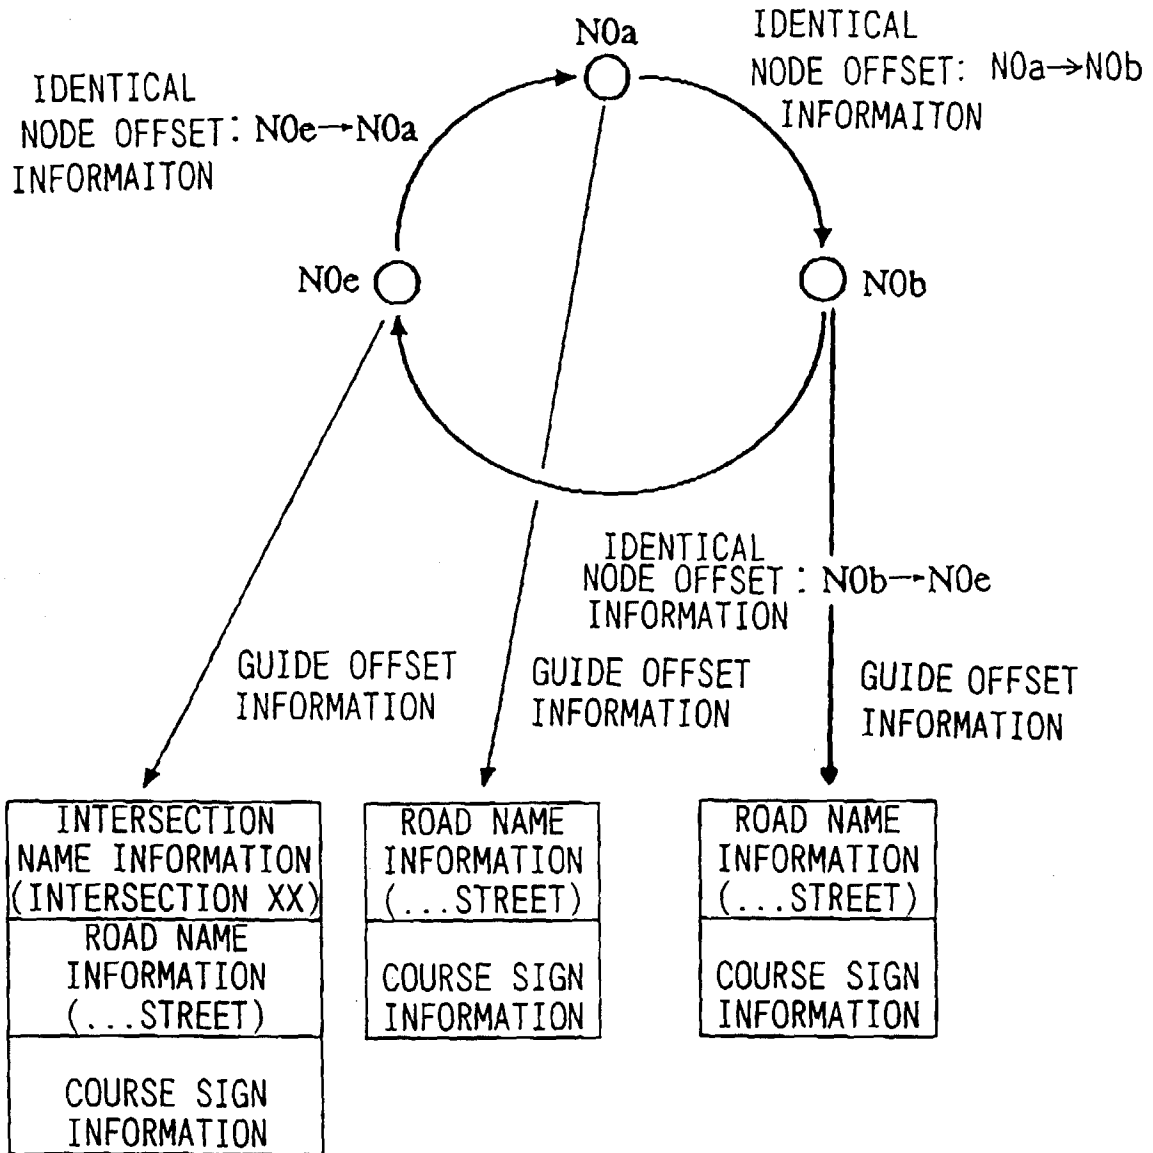 N0a
IDENTICAL
NODE OFFSET: N0a→N0b
INFORMAITON
IDENTICAL
NODE OFFSET: N0e→N0a
INFORMAITON
N0e
N0b
IDENTICAL
NODE OFFSET: N0b→N0e
INFORMATION
GUIDE OFFSET
INFORMATION
GUIDE OFFSET
INFORMATION
GUIDE OFFSET
INFORMATION
INTERSECTION
NAME INFORMATION
(INTERSECTION XX)
ROAD NAME
INFORMATION
(...STREET)
COURSE SIGN
INFORMATION
ROAD NAME
INFORMATION
(...STREET)
COURSE SIGN
INFORMATION
ROAD NAME
INFORMATION
(...STREET)
COURSE SIGN
INFORMATION